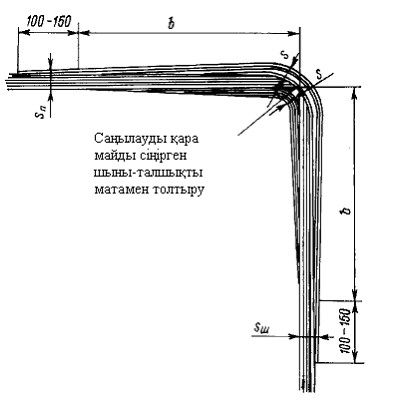 100-150
b
s
s
sп
Саңылауды қара
майды сіңірген
шыны-талшықты
матамен толтыру
b
sш
100-150